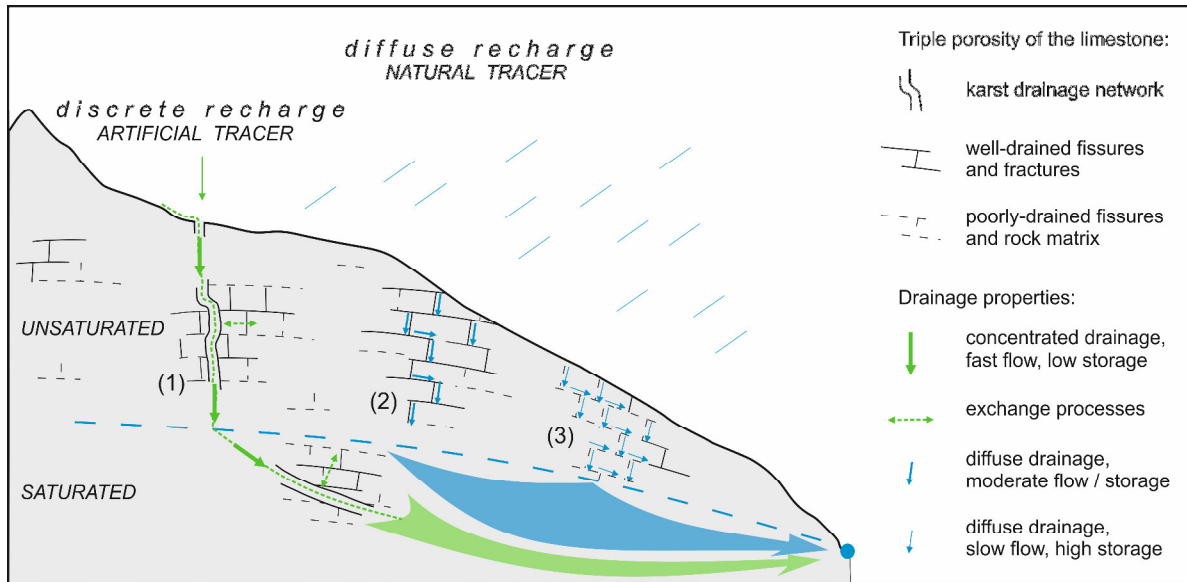 diffuse recharge
NATURAL TRACER
discrete recharge
ARTIFICIAL TRACER
UNSATURATED
(1)
(2)
(3)
SATURATED
Triple porosity of the limestone:
karst drainage network
well-drained fissures
and fractures
poorly-drained fissures
and rock matrix
Drainage properties:
concentrated drainage,
fast flow, low storage
exchange processes
diffuse drainage,
moderate flow / storage
diffuse drainage,
slow flow, high storage